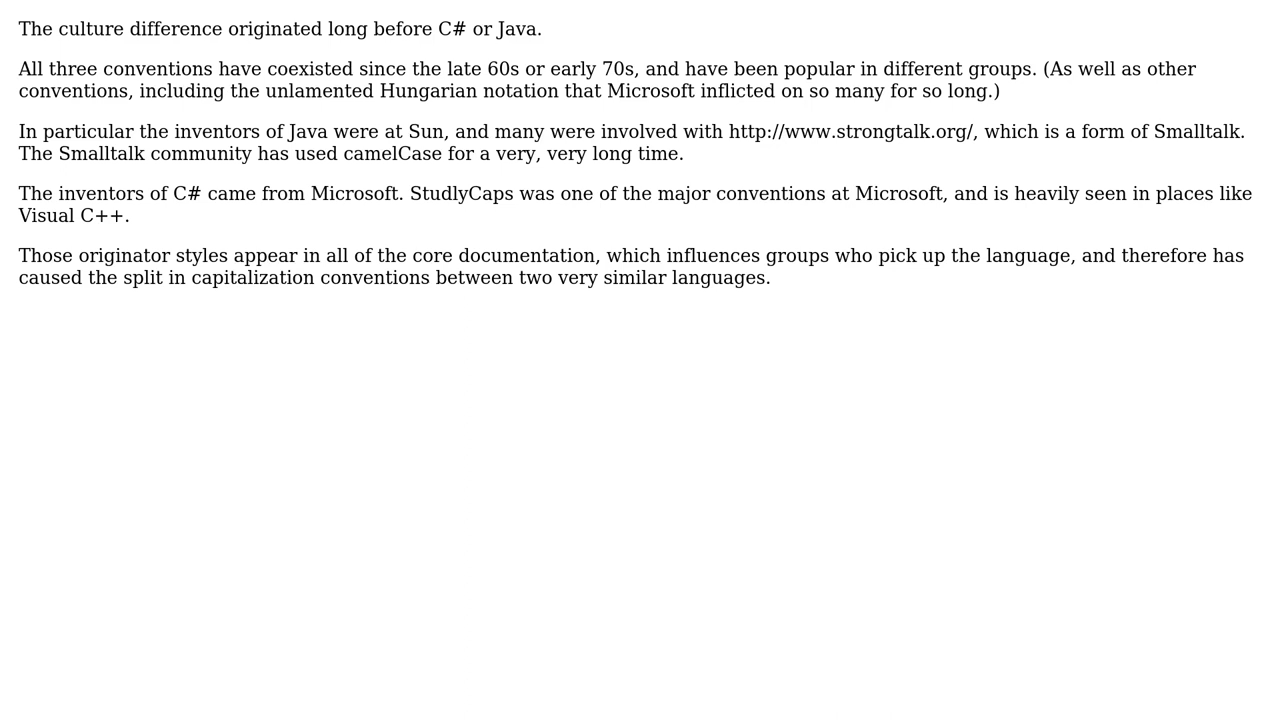 The culture difference originated long before C# or Java.
All three conventions have coexisted since the late 60s or early 70s, and have been popular in different groups. (As well as other
conventions, including the unlamented Hungarian notation that Microsoft inflicted on so many for so long.)
In particular the inventors of Java were at Sun, and many were involved with http://www.strongtalk.org/, which is a form of Smalltalk.
The Smalltalk community has used camelCase for a very, very long time.
The inventors of C# came from Microsoft. StudlyCaps was one of the major conventions at Microsoft, and is heavily seen in places like
Visual C++.
Those originator styles appear in all of the core documentation, which influences groups who pick up the language, and therefore has
caused the split in capitalization conventions between two very similar languages.